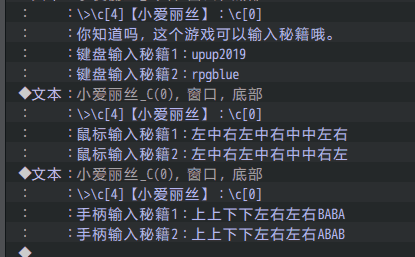 : :\>\c[4]【小爱丽丝】:\c[0]
: :你知道吗，这个游戏可以输入秘籍哦。
: :键盘输入秘籍1:upup2019
: :键盘输入秘籍2:rpgblue
◆文本:小爱丽丝_C(0), 窗口, 底部
: :\>\c[4]【小爱丽丝】:\c[0]
: :鼠标输入秘籍1:左中右左中右中中左右
: :鼠标输入秘籍2:左中右左中右中中右左
◆文本:小爱丽丝_C(0), 窗口, 底部
: :\>\c[4]【小爱丽丝】:\c[0]
: :手柄输入秘籍1:上上下下左右左右BABA
: :手柄输入秘籍2:上上下下左右左右ABAB
◆